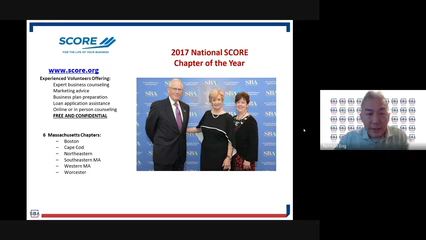 SCORE
FOR THE LIFE OF YOUR BUSINESS
2017 National SCORE
Chapter of the Year
www.score.org
Experienced Volunteers Offering:
Expert business counseling
Marketing advice
Business plan preparation
Loan application assistance
Online or in person counseling
FREE AND CONFIDENTIAL
6 Massachusetts Chapters:
– Boston
– Cape Cod
– Northeastern
– Southeastern MA
– Western MA
– Worcester
SBA
SBA
SBA